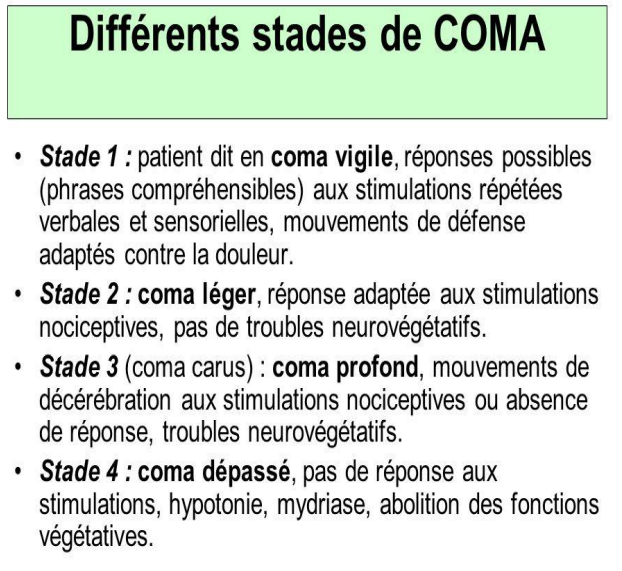 Différents stades de COMA
• Stade 1 : patient dit en coma vigile, réponses possibles
(phrases compréhensibles) aux stimulations répétées
verbales et sensorielles, mouvements de défense
adaptés contre la douleur.
• Stade 2 : coma léger, réponse adaptée aux stimulations
nociceptives, pas de troubles neurovégétatifs.
• Stade 3 (coma carus) : coma profond, mouvements de
décérébration aux stimulations nociceptives ou absence
de réponse, troubles neurovégétatifs.
• Stade 4 : coma dépassé, pas de réponse aux
stimulations, hypotonie, mydriase, abolition des fonctions
végétatives.